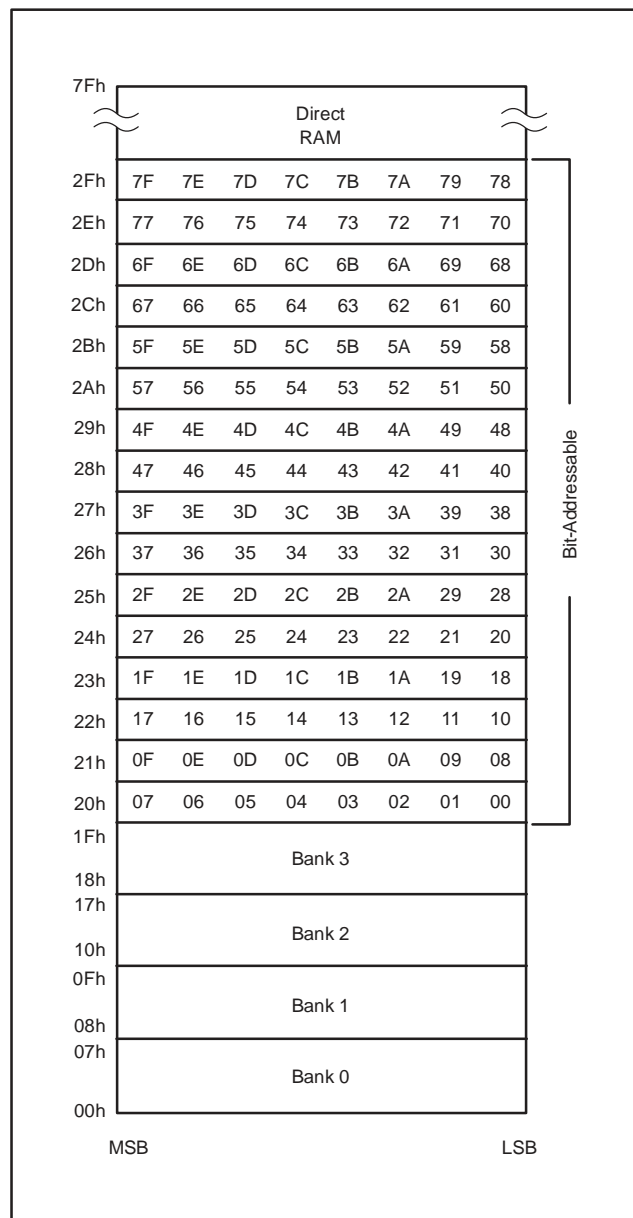 7Fh
Direct
RAM
2Fh 7F 7E 7D 7C 7B 7A 79 78
2Eh 77 76 75 74 73 72 71 70
2Dh 6F 6E 6D 6C 6B 6A 69 68
2Ch 67 66 65 64 63 62 61 60
2Bh 5F 5E 5D 5C 5B 5A 59 58
2Ah 57 56 55 54 53 52 51 50
29h 4F 4E 4D 4C 4B 4A 49 48
28h 47 46 45 44 43 42 41 40
27h 3F 3E 3D 3C 3B 3A 39 38
26h 37 36 35 34 33 32 31 30
25h 2F 2E 2D 2C 2B 2A 29 28
24h 27 26 25 24 23 22 21 20
23h 1F 1E 1D 1C 1B 1A 19 18
22h 17 16 15 14 13 12 11 10
21h 0F 0E 0D 0C 0B 0A 09 08
20h 07 06 05 04 03 02 01 00
Bit-Addressable
1Fh
Bank 3
18h
17h
Bank 2
10h
0Fh
Bank 1
08h
07h
Bank 0
00h
MSB LSB